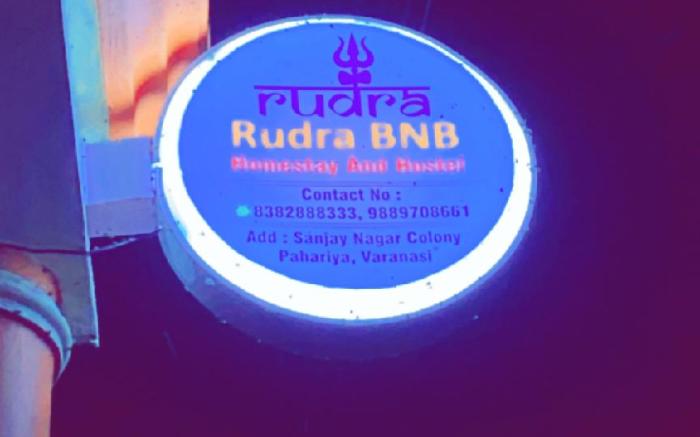 rudra
Rudra BNB
Homestay And Hostel
Contact No :
8382888333, 9889708661
Add : Sanjay Nagar Colony
Pahariya, Varanasi